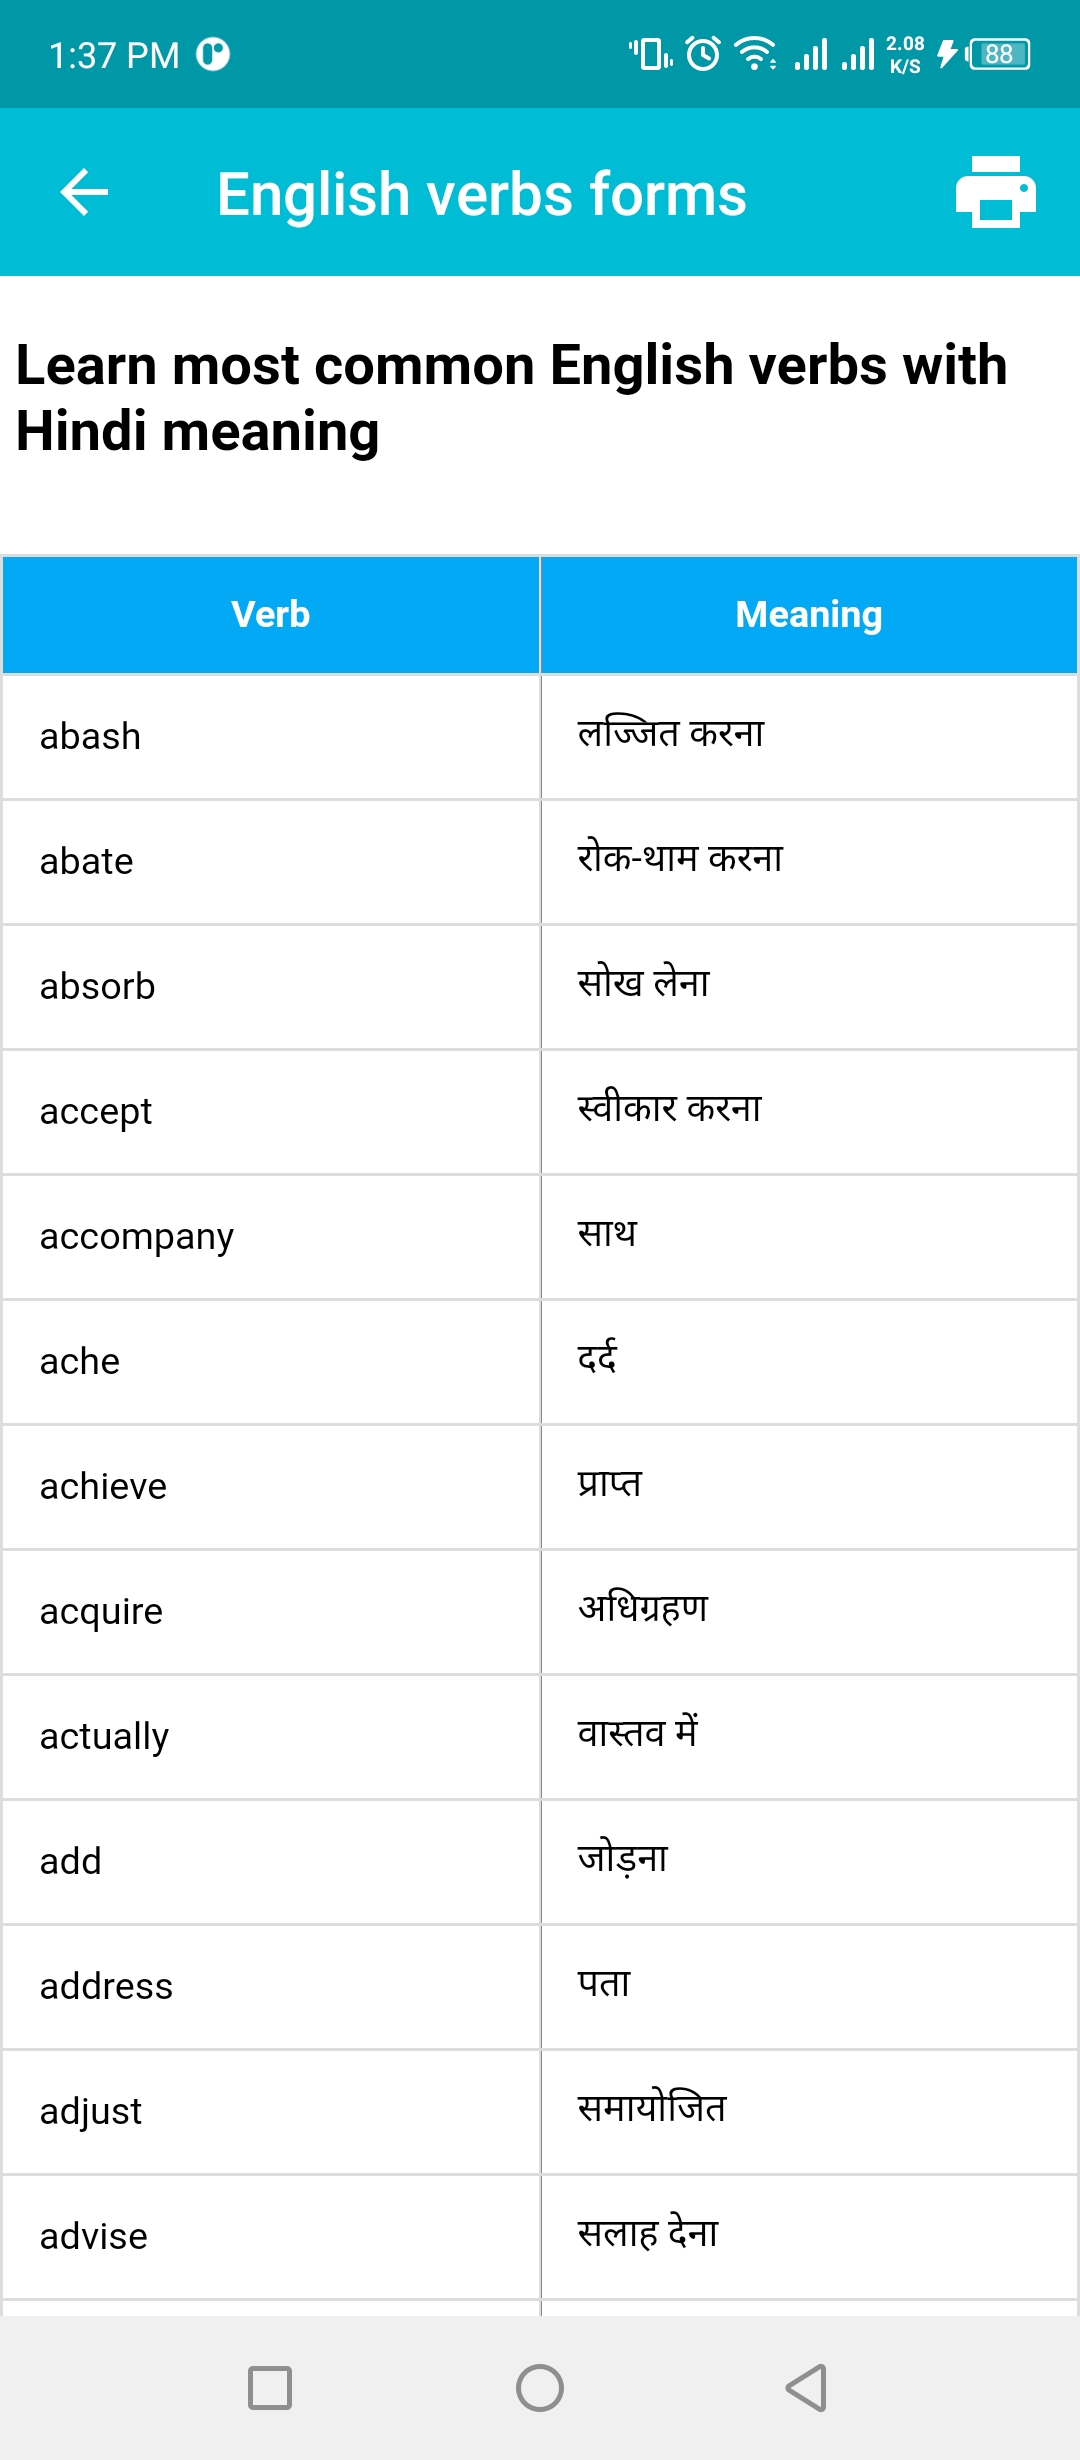 1:37 PM
2.08
K/S
88
English verbs forms
Learn most common English verbs with
Hindi meaning
Verb Meaning
abash लज्जित करना
abate रोक-थाम करना
absorb सोख लेना
accept स्वीकार करना
accompany साथ
ache दर्द
achieve प्राप्त
acquire अधिग्रहण
actually वास्तव में
add जोड़ना
address पता
adjust समायोजित
advise सलाह देना